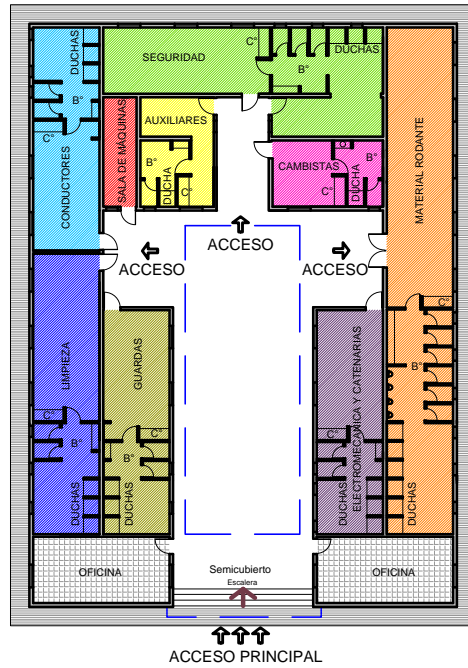 SEGURIDAD
C°
DUCHAS
B°
DUCHAS
B°
C°
CONDUCTORES
SALA DE MÁQUINAS
AUXILIARES
B°
DUCHA
C°
CAMBISTAS
C
B°
DUCHA
C°
MATERIAL RODANTE
ACCESO
ACCESO
ACCESO
LIMPIEZA
C°
B°
DUCHAS
GUARDAS
C°
B°
DUCHAS
ELECTROMECANICA Y CATENARIAS
C°
B°
DUCHAS
C°
B°
DUCHAS
OFICINA
Semicubierto
Escalera
OFICINA
ACCESO PRINCIPAL